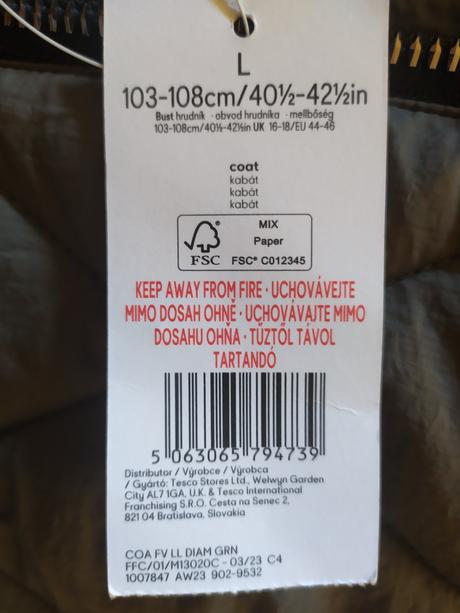 L
103-108cm/40½-42½in
Bust hrudník · obvod hrudníka · mellbőség
103-108cm/40½-42½in UK 16-18/EU 44-46
coat
kabát
kabát
kabát
FSC
MIX
Paper
FSC® C012345
KEEP AWAY FROM FIRE · UCHOVÁVEJTE
MIMO DOSAH OHNĚ · UCHOVÁVAJTE MIMO
DOSAHU OHŇA · TŰZTŐL TÁVOL
TARTANDÓ
5 063065 794739
Distributor / Výrobce / Výrobca
/ Gyártó: Tesco Stores Ltd., Welwyn Garden
City AL7 1GA, U.K. & Tesco International
Franchising S.R.O. Cesta na Senec 2,
821 04 Bratislava, Slovakia
COA FV LL DIAM GRN
FFC/01/M13020C - 03/23 C4
1007847 AW23 902-9532